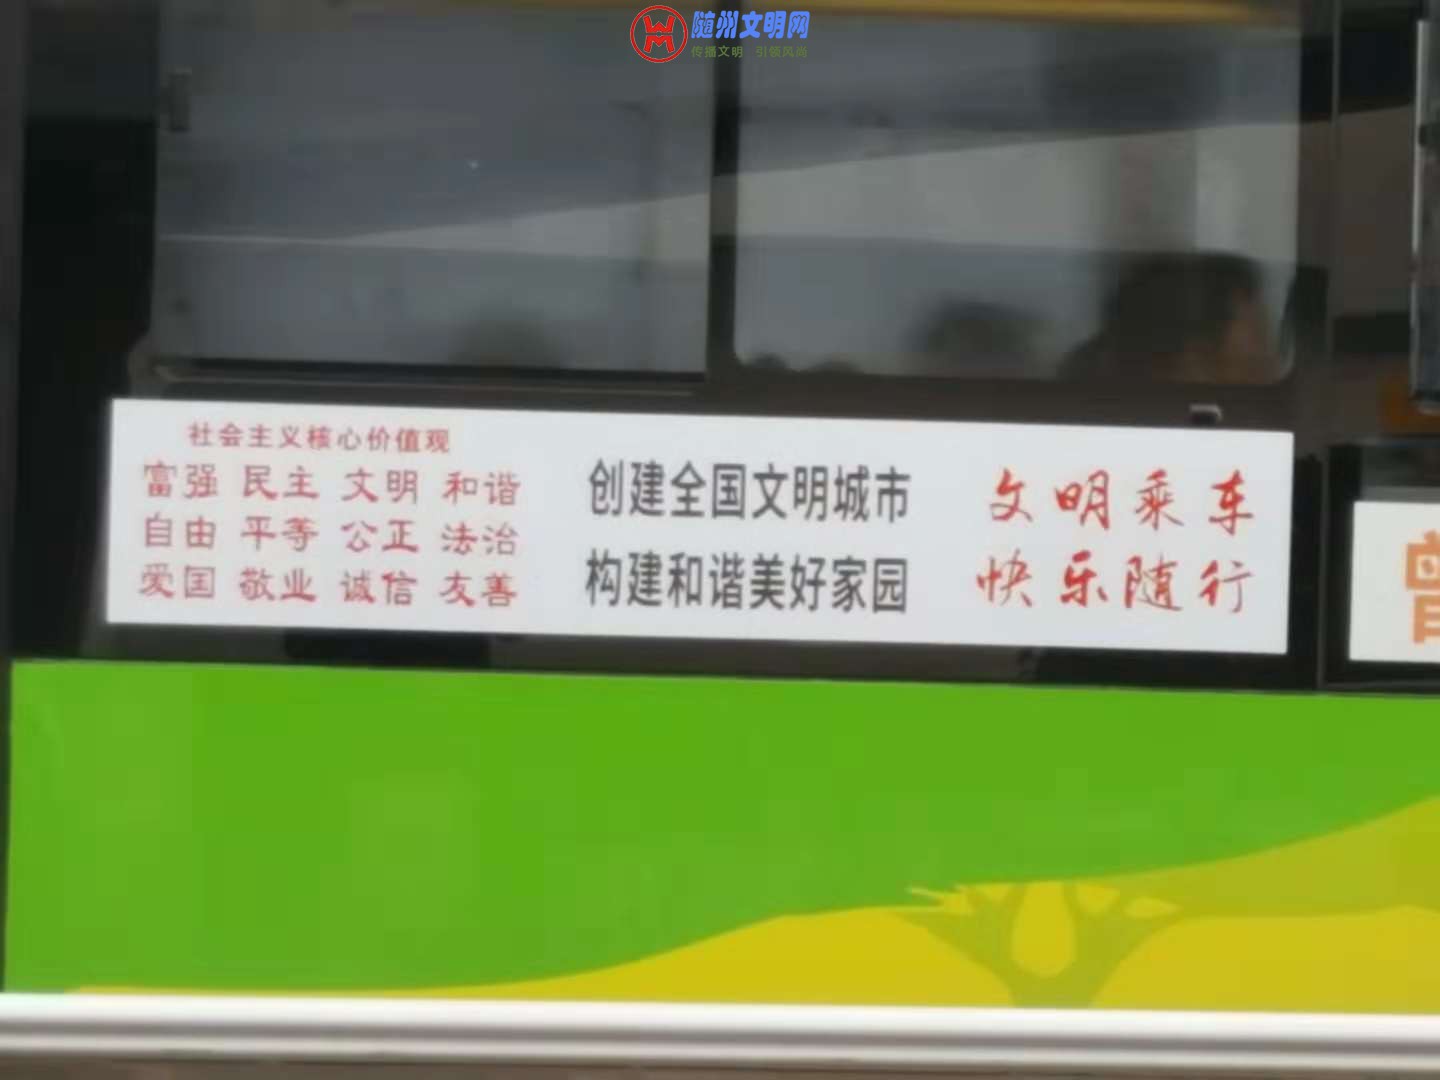 随州文明网
传播文明 引领风尚
社会主义核心价值观
富强 民主 文明 和谐
自由 平等 公正 法治
爱国 敬业 诚信 友善
创建全国文明城市
构建和谐美好家园
文明乘车
快乐随行